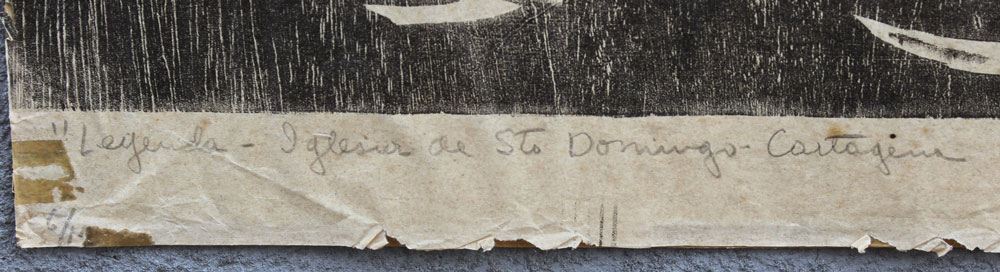 "Leyenda - Iglesia de Sto Domingo - Cartagena